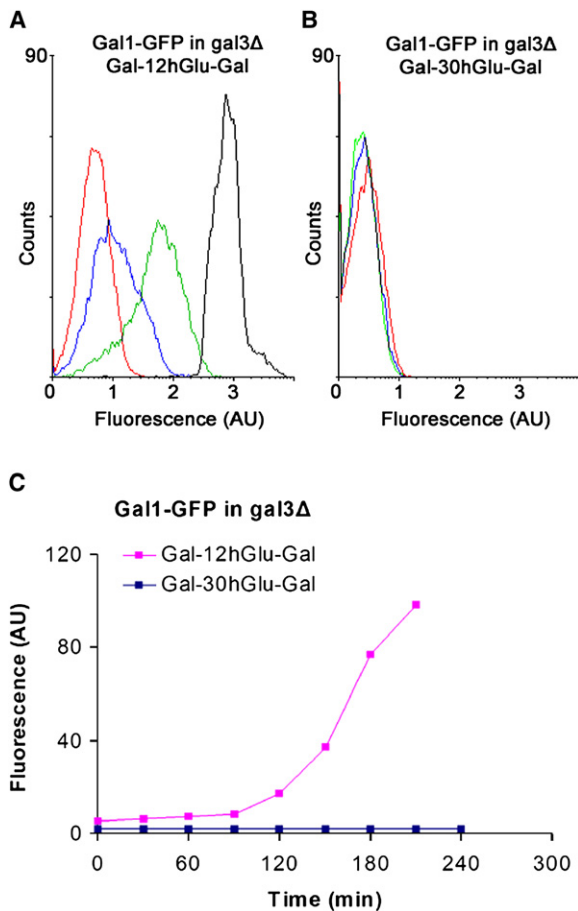 A
Gal1-GFP in gal3Δ
Gal-12hGlu-Gal
90
Counts
0
1
2
3
Fluorescence (AU)
B
Gal1-GFP in gal3Δ
Gal-30hGlu-Gal
90
Counts
0
0
1
2
3
Fluorescence (AU)
C
Gal1-GFP in gal3Δ
Gal-12hGlu-Gal
Gal-30hGlu-Gal
Fluorescence (AU)
120
80
40
0
0
60
120
180
240
300
Time (min)